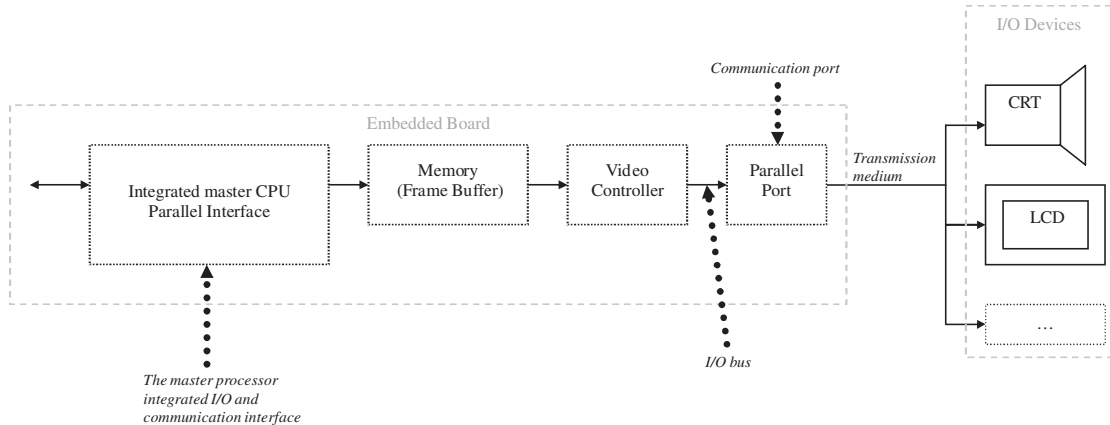 I/O Devices
Communication port
CRT
Embedded Board
Integrated master CPU
Parallel Interface
Memory
(Frame Buffer)
Video
Controller
Parallel
Port
Transmission
medium
LCD
...
The master processor
integrated I/O and
communication interface
I/O bus